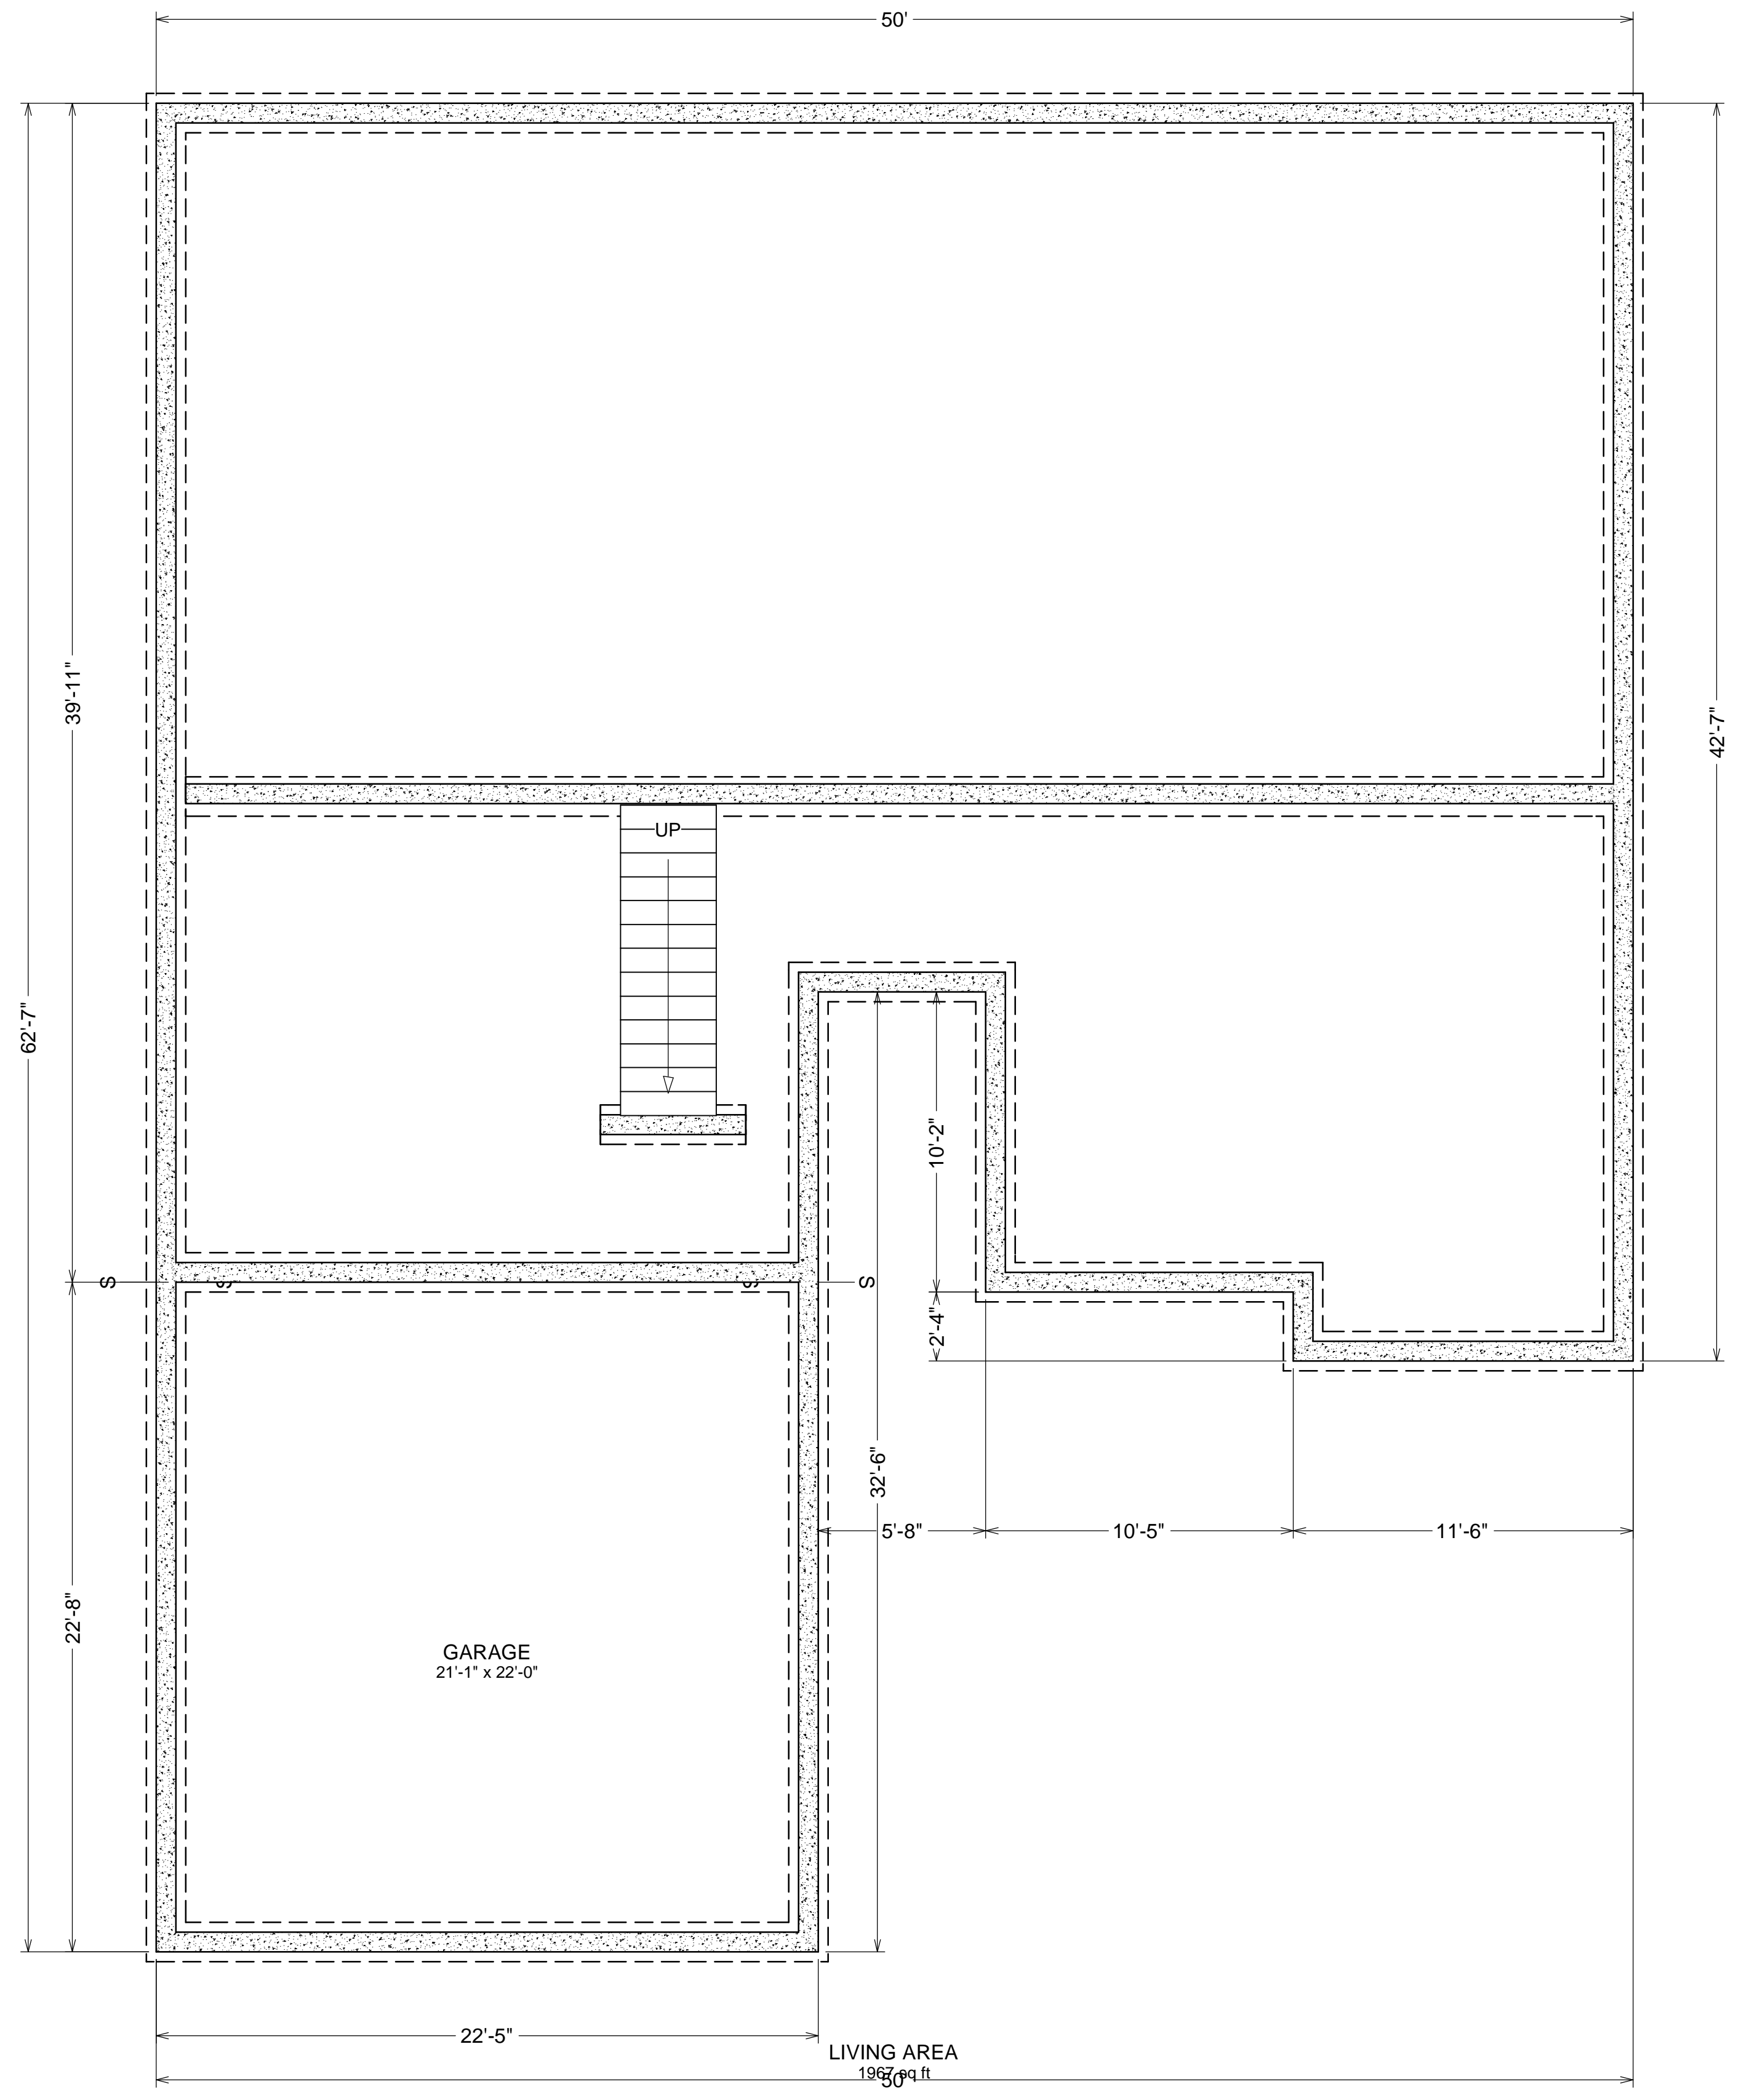 50'
39'-11"
42'-7"
UP
62'-7"
10'-2"
S
S
S
S
2'-4"
32'-6"
5'-8"
10'-5"
11'-6"
22'-8"
GARAGE
21'-1" x 22'-0"
22'-5"
LIVING AREA
1967 sq ft
50'